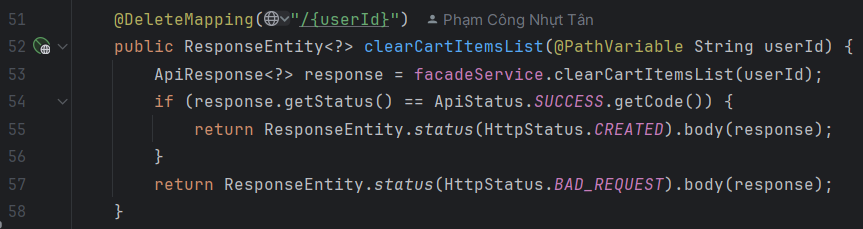 51 @DeleteMapping("/{userId}") Phạm Công Nhựt Tân
52 public ResponseEntity<?> clearCartItemsList(@PathVariable String userId) {
53 ApiResponse<?> response = facadeService.clearCartItemsList(userId);
54 if (response.getStatus() == ApiStatus.SUCCESS.getCode()) {
55 return ResponseEntity.status(HttpStatus.CREATED).body(response);
56 }
57 return ResponseEntity.status(HttpStatus.BAD_REQUEST).body(response);
58 }